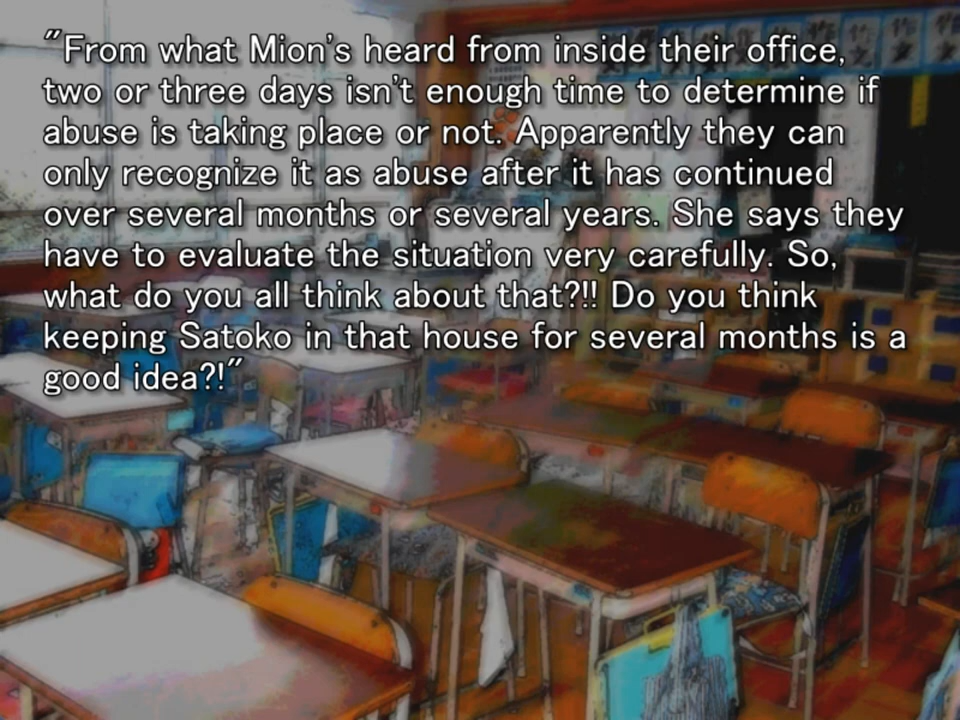 "From what Mion's heard from inside their office,
two or three days isn't enough time to determine if
abuse is taking place or not. Apparently they can
only recognize it as abuse after it has continued
over several months or several years. She says they
have to evaluate the situation very carefully. So,
what do you all think about that?!! Do you think
keeping Satoko in that house for several months is a
good idea?!"